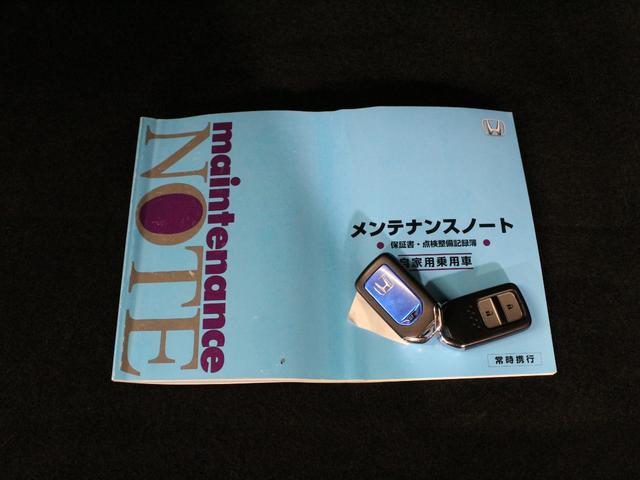 maintenance
NOTE
メンテナンスノート
保証書・点検整備記録簿
自家用乗用車
常時携行